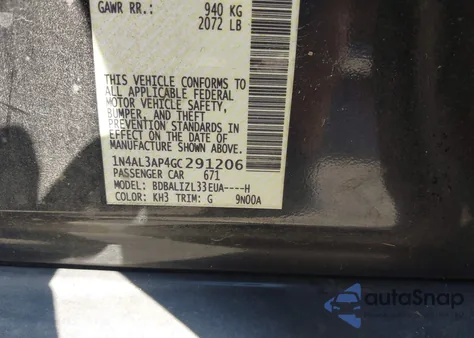 GAWR RR.: 940 KG
2072 LB
THIS VEHICLE CONFORMS TO
ALL APPLICABLE FEDERAL
MOTOR VEHICLE SAFETY,
BUMPER, AND THEFT
PREVENTION STANDARDS IN
EFFECT ON THE DATE OF
MANUFACTURE SHOWN ABOVE.
1N4AL3AP4GC291206
PASSENGER CAR 671
MODEL: BDBALIZL33EUA----H
COLOR: KH3 TRIM: G 9N00A
autoSnap